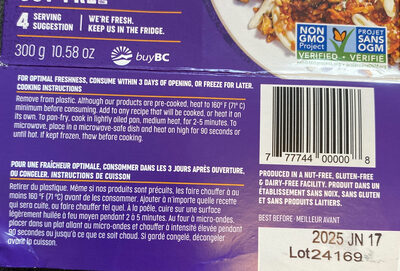 4 SERVING
SUGGESTION
WE'RE FRESH.
KEEP US IN THE FRIDGE.
300 g 10.58 oz
buyBC
NON
GMO
Project
VERIFIED
PROJET
SANS
OGM
VÉRIFIÉ
FOR OPTIMAL FRESHNESS, CONSUME WITHIN 3 DAYS OF OPENING, OR FREEZE FOR LATER.
COOKING INSTRUCTIONS
Remove from plastic. Although our products are pre-cooked, heat to 160° F (71° C)
minimum before consuming. Add to any recipe that will be cooked, or heat it on
its own. To pan-fry, cook in lightly oiled pan, medium heat, for 2-5 minutes. To
microwave, place in a microwave-safe dish and heat on high for 90 seconds or
until hot. If kept frozen, thaw before cooking.
POUR UNE FRAÎCHEUR OPTIMALE, CONSOMMER DANS LES 3 JOURS APRÈS OUVERTURE,
OU CONGELER. INSTRUCTIONS DE CUISSON
Retirer du plastique. Même si nos produits sont précuits, les faire chauffer à au
moins 160 °F (71 °C) avant de les consommer. Ajouter à n'importe quelle recette
qui sera cuite, ou faire chauffer tel quel. À la poêle, cuire sur une surface
légèrement huilée à feu moyen pendant 2 à 5 minutes. Au four à micro-ondes,
placer dans un plat allant au micro-ondes et chauffer à intensité élevée pendant
90 secondes ou jusqu'à ce que ce soit chaud. Si gardé congelé, décongeler
avant la cuisson.
7 77744 00000 8
PRODUCED IN A NUT-FREE, GLUTEN-FREE
& DAIRY-FREE FACILITY. PRODUIT DANS UN
ÉTABLISSEMENT SANS NOIX, SANS GLUTEN
ET SANS PRODUITS LAITIERS.
BEST BEFORE · MEILLEUR AVANT
2025 JN 17
Lot24169